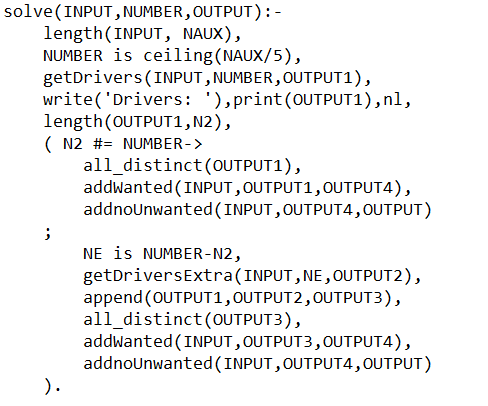 solve(INPUT,NUMBER,OUTPUT):-
    length(INPUT, NAUX),
    NUMBER is ceiling(NAUX/5),
    getDrivers(INPUT,NUMBER,OUTPUT1),
    write('Drivers: '),print(OUTPUT1),nl,
    length(OUTPUT1,N2),
    ( N2 #= NUMBER->
        all_distinct(OUTPUT1),
        addWanted(INPUT,OUTPUT1,OUTPUT4),
        addnoUnwanted(INPUT,OUTPUT4,OUTPUT)
    ;
        NE is NUMBER-N2,
        getDriversExtra(INPUT,NE,OUTPUT2),
        append(OUTPUT1,OUTPUT2,OUTPUT3),
        all_distinct(OUTPUT3),
        addWanted(INPUT,OUTPUT3,OUTPUT4),
        addnoUnwanted(INPUT,OUTPUT4,OUTPUT)
    ).